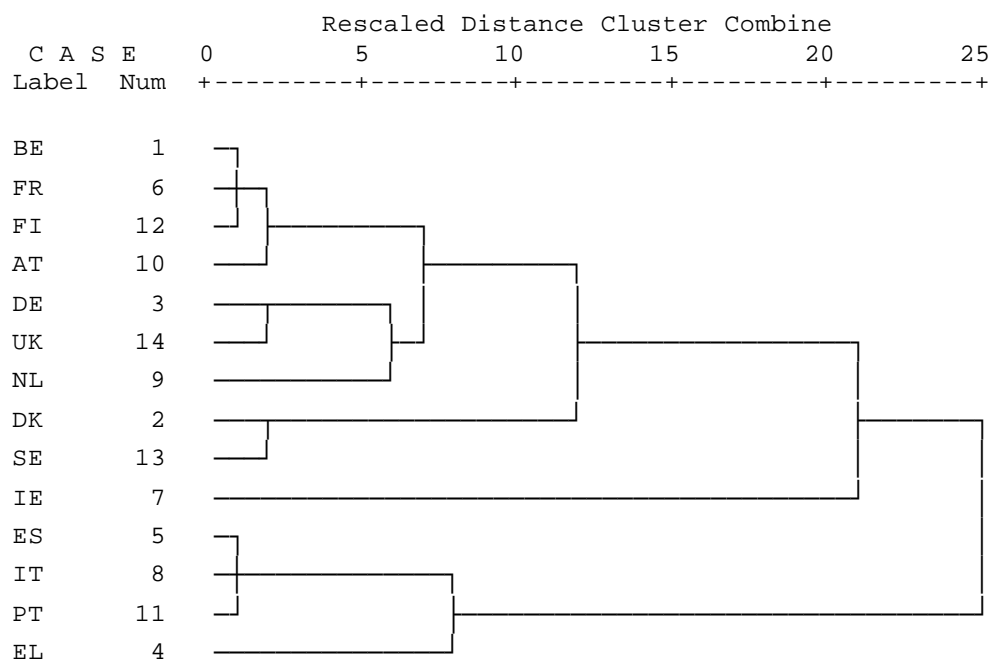 Rescaled Distance Cluster Combine
C A S E 0 5 10 15 20 25
Label Num +---------+---------+---------+---------+---------+
BE 1
FR 6
FI 12
AT 10
DE 3
UK 14
NL 9
DK 2
SE 13
IE 7
ES 5
IT 8
PT 11
EL 4